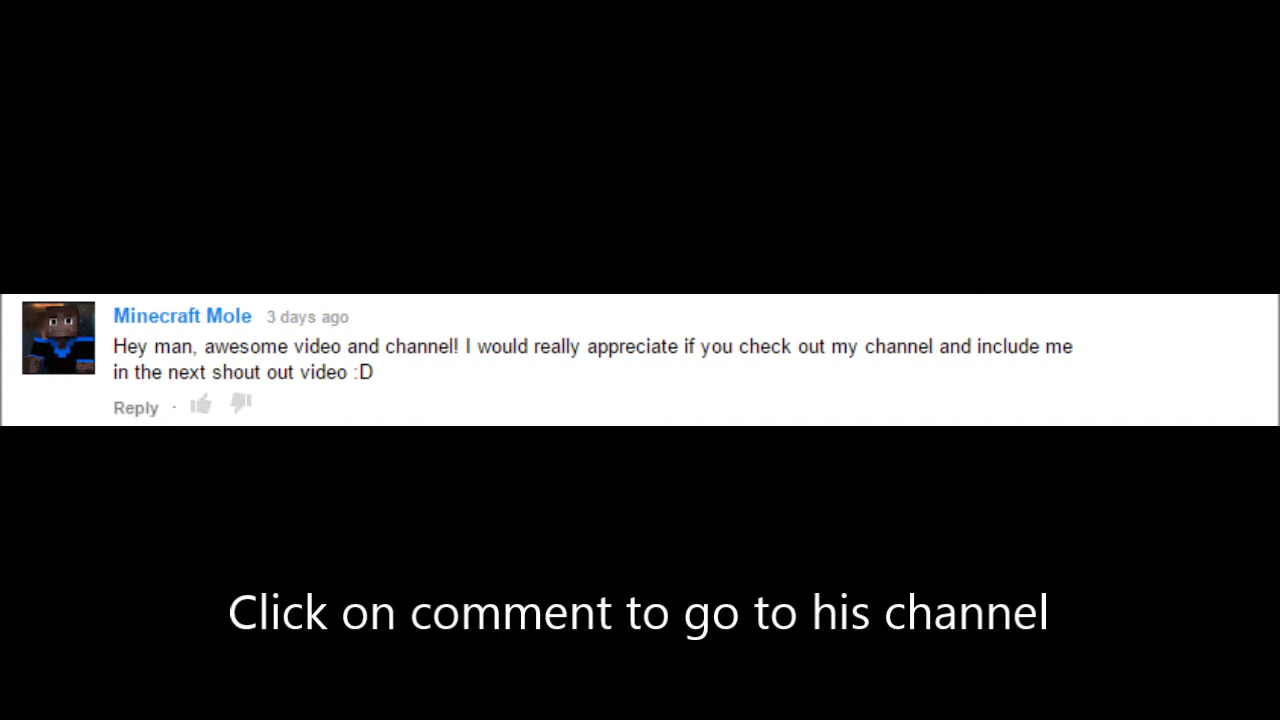 Minecraft Mole 3 days ago
Hey man, awesome video and channel! I would really appreciate if you check out my channel and include me
in the next shout out video :D
Reply ·
Click on comment to go to his channel